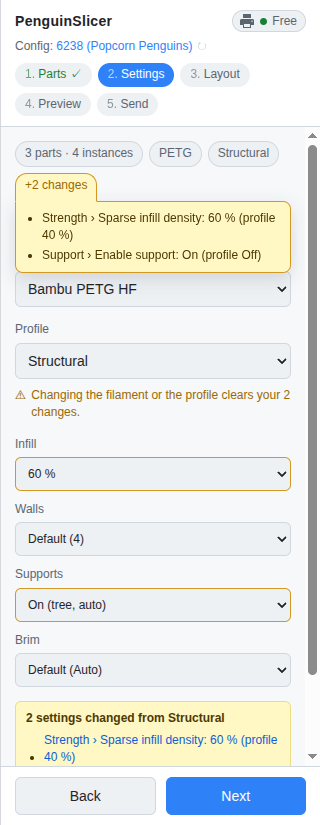 PenguinSlicer
Free
Config: 6238 (Popcorn Penguins)
1. Parts ✓
2. Settings
3. Layout
4. Preview
5. Send
3 parts · 4 instances
PETG
Structural
+2 changes
• Strength › Sparse infill density: 60 % (profile
40 %)
• Support › Enable support: On (profile Off)
Bambu PETG HF
Profile
Structural
⚠ Changing the filament or the profile clears your 2
changes.
Infill
60 %
Walls
Default (4)
Supports
On (tree, auto)
Brim
Default (Auto)
2 settings changed from Structural
Strength › Sparse infill density: 60 % (profile
• 40 %)
Back
Next